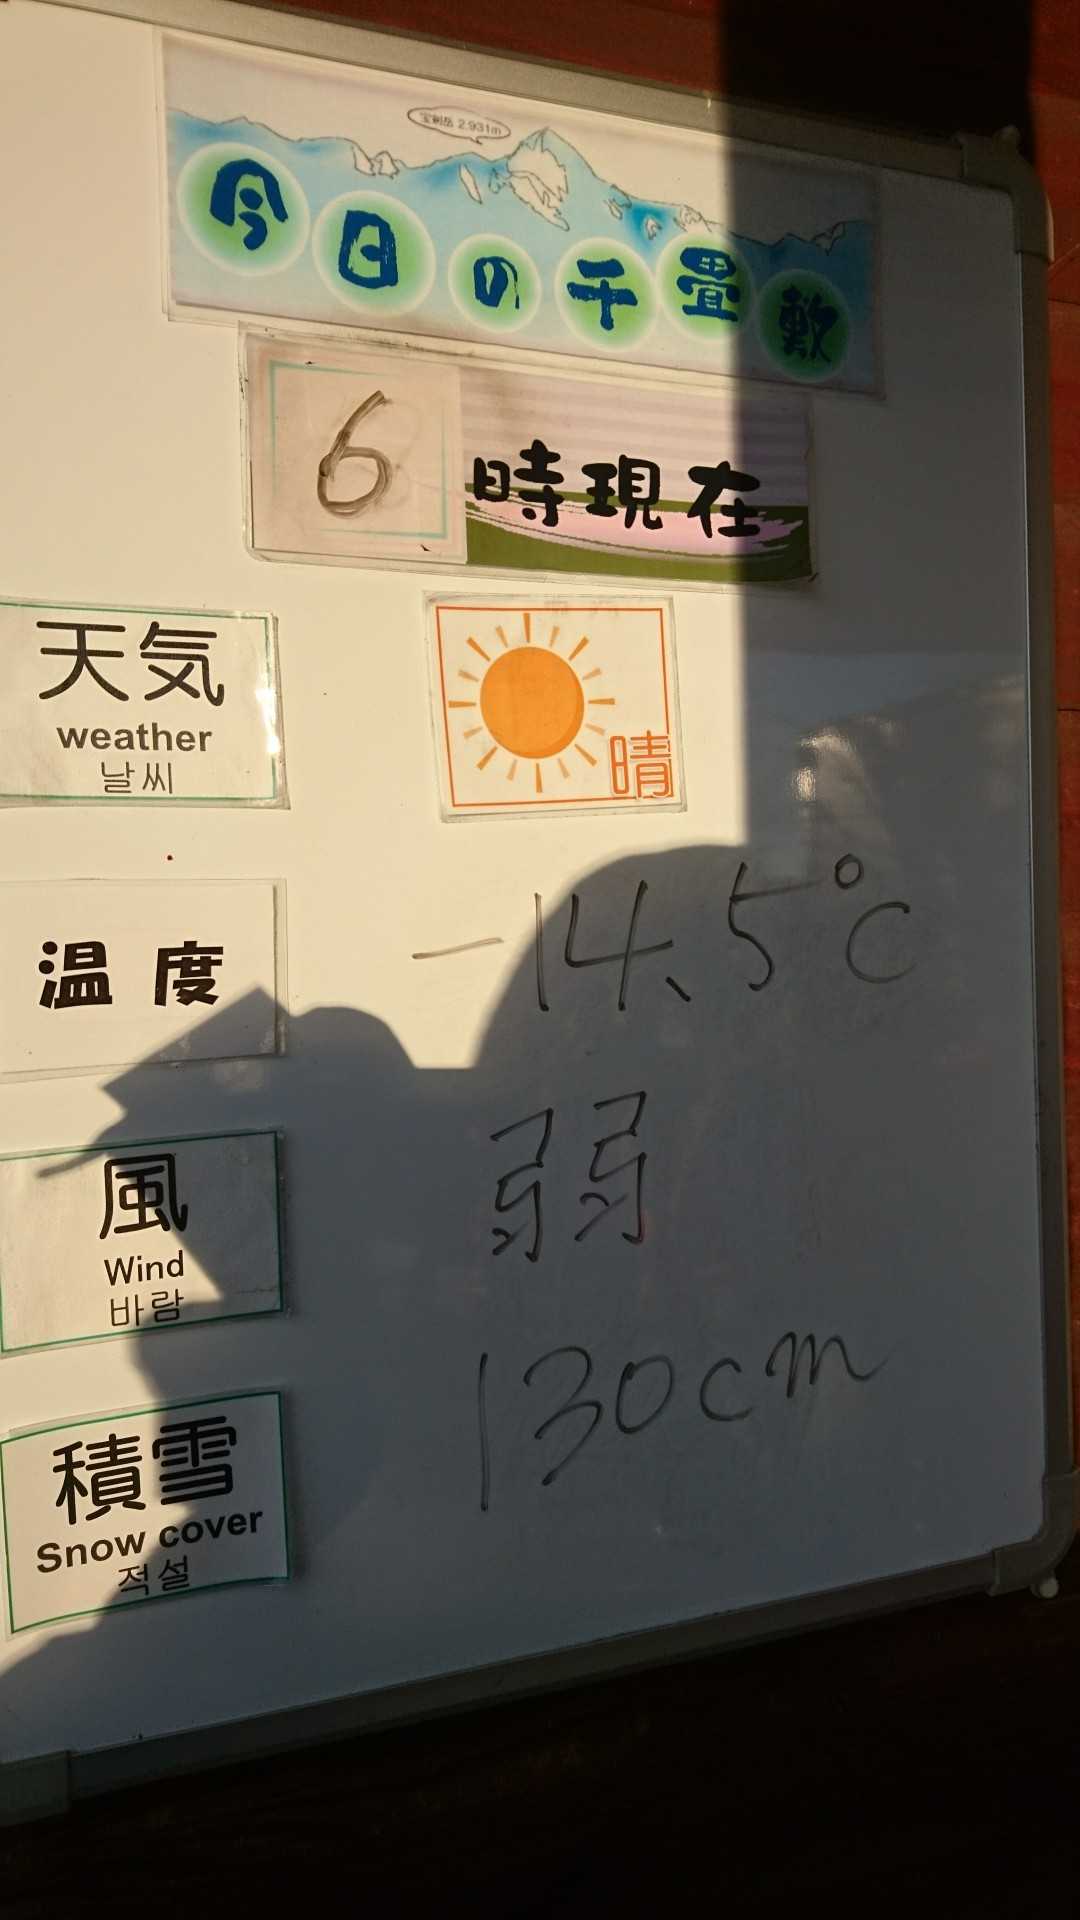 宝剣岳 2.931m
今日の千畳敷
6時現在
天気
weather
날씨
晴
温度
-14.5℃
風
Wind
바람
弱
積雪
Snow cover
적설
130cm